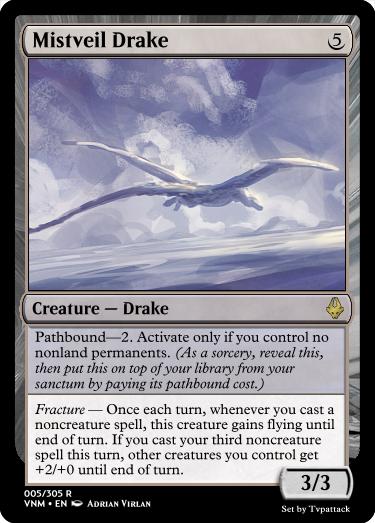 Mistveil Drake 5
Creature — Drake
Pathbound—2. Activate only if you control no
nonland permanents. (As a sorcery, reveal this,
then put this on top of your library from your
sanctum by paying its pathbound cost.)
Fracture — Once each turn, whenever you cast a
noncreature spell, this creature gains flying until
end of turn. If you cast your third noncreature
spell this turn, other creatures you control get
+2/+0 until end of turn.
3/3
005/305 R
VNM • EN ADRIAN VIRLAN
Set by Tvpattack